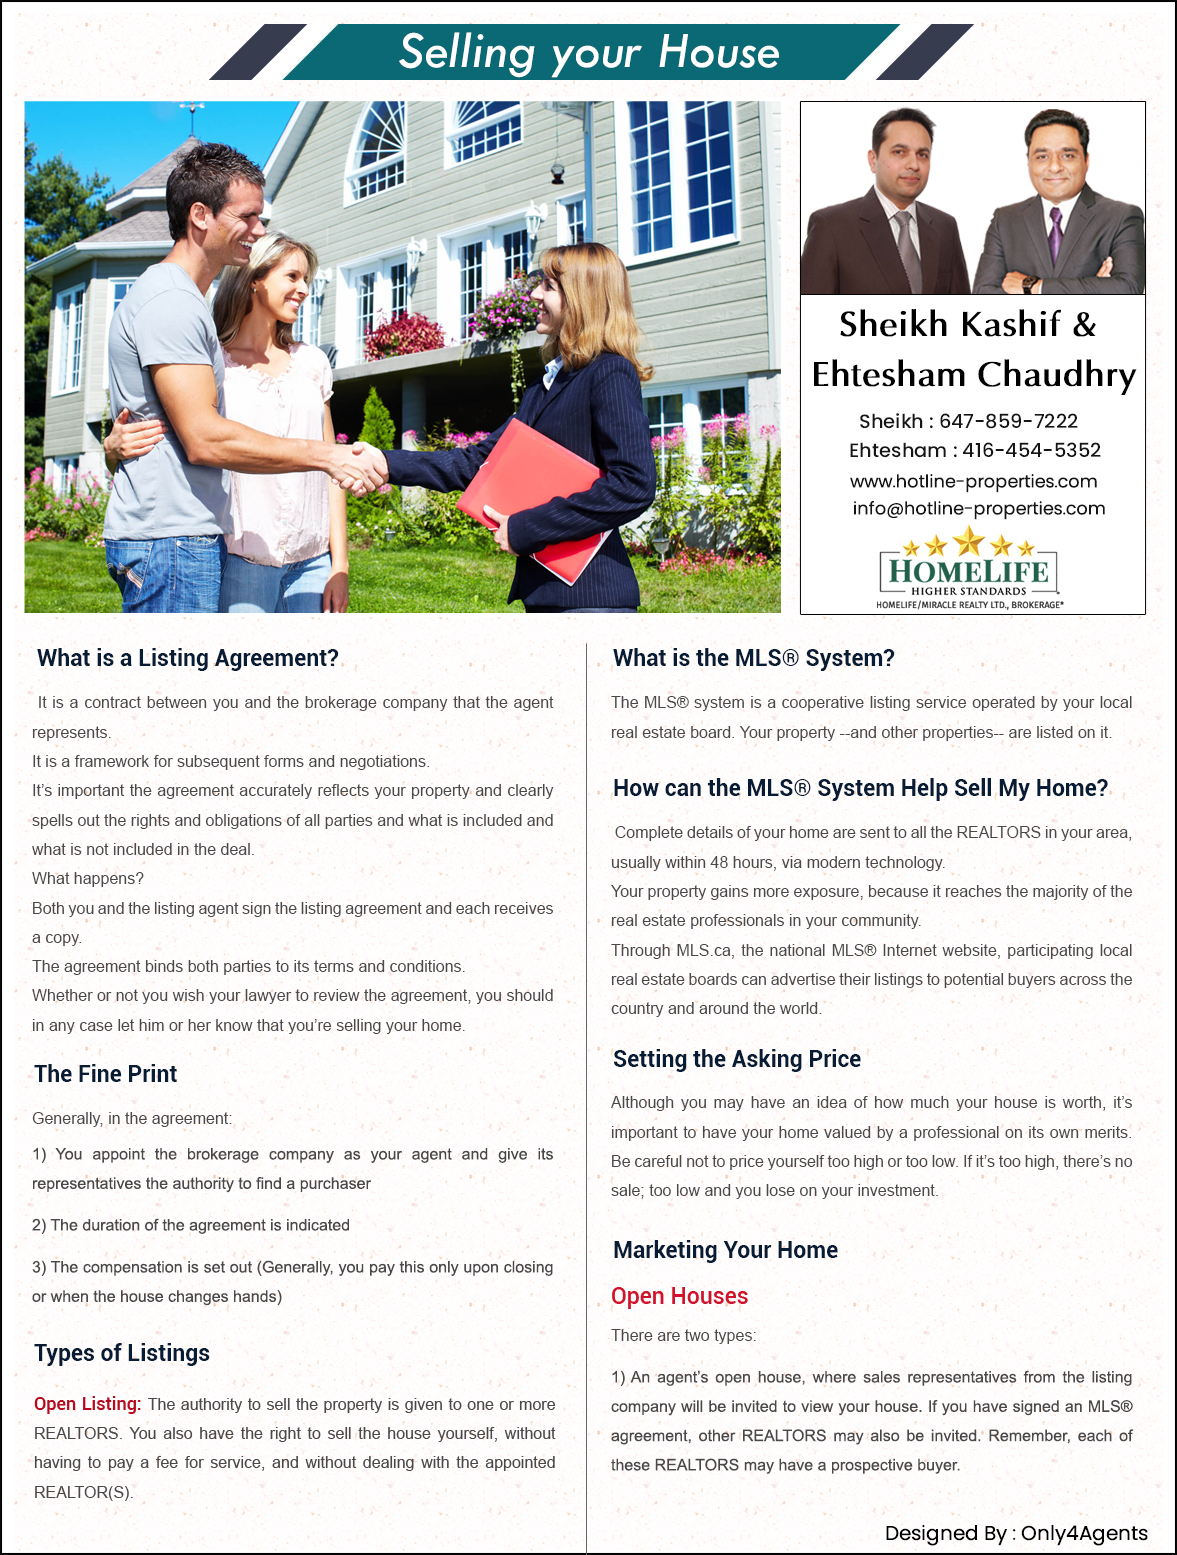 Selling your House
Sheikh Kashif &
Ehtesham Chaudhry
Sheikh : 647-859-7222
Ehtesham : 416-454-5352
www.hotline-properties.com
info@hotline-properties.com
HOMELIFE
HIGHER STANDARDS
HOMELIFE/MIRACLE REALTY LTD., BROKERAGE*
What is a Listing Agreement?
It is a contract between you and the brokerage company that the agent
represents.
It is a framework for subsequent forms and negotiations.
It's important the agreement accurately reflects your property and clearly
spells out the rights and obligations of all parties and what is included and
what is not included in the deal.
What happens?
Both you and the listing agent sign the listing agreement and each receives
a copy.
The agreement binds both parties to its terms and conditions.
Whether or not you wish your lawyer to review the agreement, you should
in any case let him or her know that you're selling your home.
The Fine Print
Generally, in the agreement:
1) You appoint the brokerage company as your agent and give its
representatives the authority to find a purchaser
2) The duration of the agreement is indicated
3) The compensation is set out (Generally, you pay this only upon closing
or when the house changes hands)
Types of Listings
Open Listing: The authority to sell the property is given to one or more
REALTORS. You also have the right to sell the house yourself, without
having to pay a fee for service, and without dealing with the appointed
REALTOR(S).
What is the MLS® System?
The MLS® system is a cooperative listing service operated by your local
real estate board. Your property --and other properties-- are listed on it.
How can the MLS® System Help Sell My Home?
Complete details of your home are sent to all the REALTORS in your area,
usually within 48 hours, via modern technology.
Your property gains more exposure, because it reaches the majority of the
real estate professionals in your community.
Through MLS.ca, the national MLS® Internet website, participating local
real estate boards can advertise their listings to potential buyers across the
country and around the world.
Setting the Asking Price
Although you may have an idea of how much your house is worth, it's
important to have your home valued by a professional on its own merits.
Be careful not to price yourself too high or too low. If it's too high, there's no
sale; too low and you lose on your investment.
Marketing Your Home
Open Houses
There are two types:
1) An agent's open house, where sales representatives from the listing
company will be invited to view your house. If you have signed an MLS®
agreement, other REALTORS may also be invited. Remember, each of
these REALTORS may have a prospective buyer.
Designed By : Only4Agents